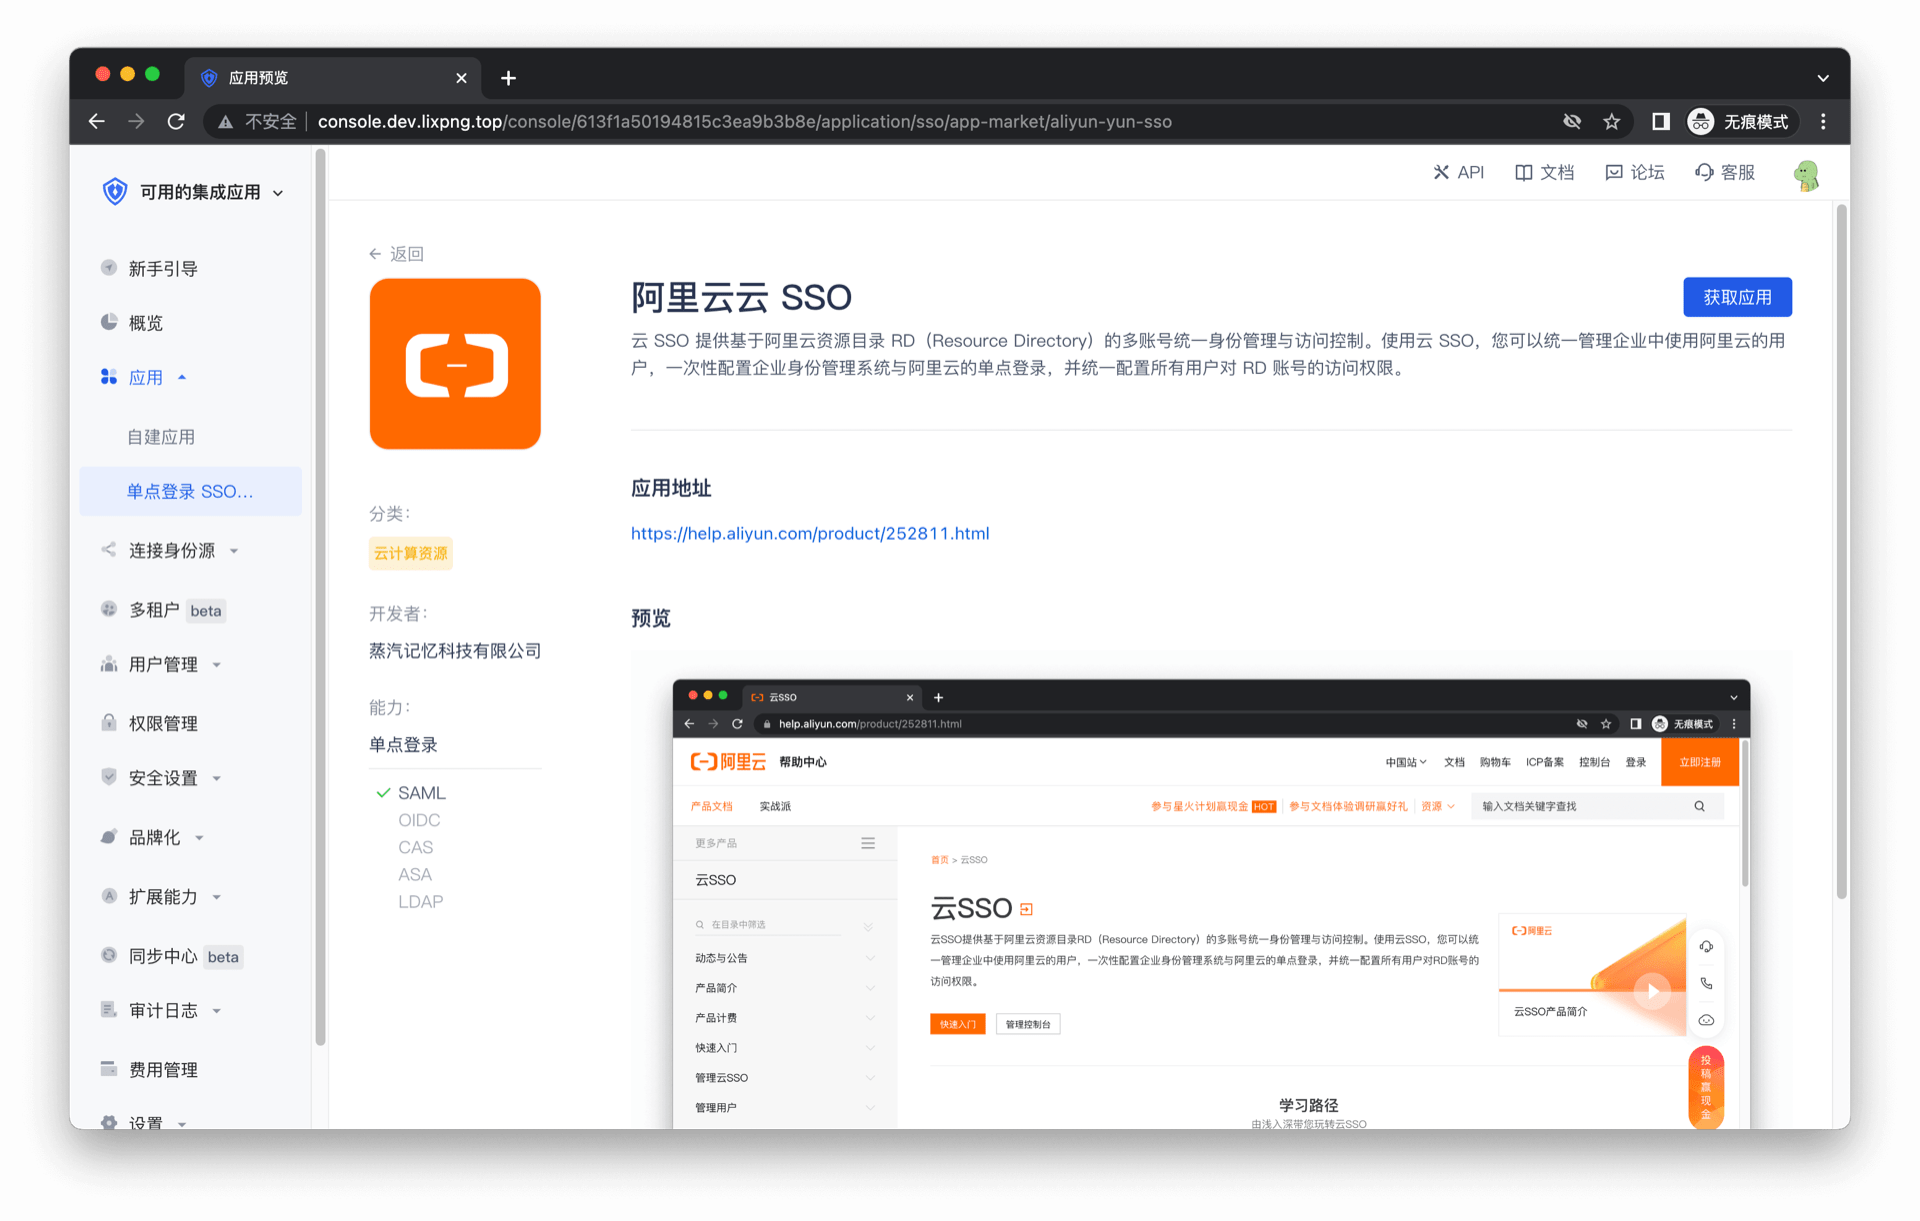 应用预览
不安全
console.dev.lixpng.top/console/613f1a50194815c3ea9b3b8e/application/sso/app-market/aliyun-yun-sso
无痕模式
可用的集成应用
API
文档
论坛
客服
新手引导
概览
应用
自建应用
单点登录 SSO...
连接身份源
多租户 beta
用户管理
权限管理
安全设置
品牌化
扩展能力
同步中心 beta
审计日志
费用管理
设置
返回
分类：
云计算资源
开发者：
蒸汽记忆科技有限公司
能力：
单点登录
SAML
OIDC
CAS
ASA
LDAP
阿里云云 SSO
获取应用
云 SSO 提供基于阿里云资源目录 RD（Resource Directory）的多账号统一身份管理与访问控制。使用云 SSO，您可以统一管理企业中使用阿里云的用
户，一次性配置企业身份管理系统与阿里云的单点登录，并统一配置所有用户对 RD 账号的访问权限。
应用地址
https://help.aliyun.com/product/252811.html
预览
云SSO
help.aliyun.com/product/252811.html
无痕模式
阿里云 帮助中心
中国站 文档 购物车 ICP备案 控制台 登录 立即注册
产品文档 实战派
参与星火计划赢现金 HOT 参与文档体验调研赢好礼 资源
输入文档关键字查找
更多产品
云SSO
在目录中筛选
动态与公告
产品简介
产品计费
快速入门
管理云SSO
管理用户
首页 > 云SSO
云SSO
云SSO提供基于阿里云资源目录RD（Resource Directory）的多账号统一身份管理与访问控制。使用云SSO，您可以统
一管理企业中使用阿里云的用户，一次性配置企业身份管理系统与阿里云的单点登录，并统一配置所有用户对RD账号的
访问权限。
快速入门 管理控制台
阿里云
云SSO产品简介
投稿赢现金
学习路径
由浅入深带您玩转云SSO